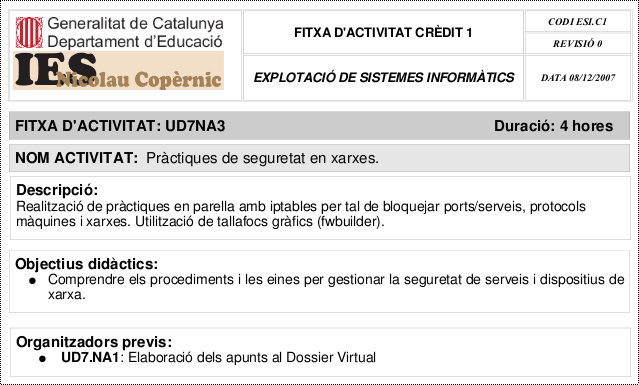 Generalitat de Catalunya
Departament d'Educació
IES
Nicolau Copèrnic
FITXA D'ACTIVITAT CRÈDIT 1
EXPLOTACIÓ DE SISTEMES INFORMÀTICS
CODI ESI.C1
REVISIÓ 0
DATA 08/12/2007
FITXA D'ACTIVITAT: UD7NA3 Duració: 4 hores
NOM ACTIVITAT: Pràctiques de seguretat en xarxes.
Descripció:
Realització de pràctiques en parella amb iptables per tal de bloquejar ports/serveis, protocols
màquines i xarxes. Utilització de tallafocs gràfics (fwbuilder).
Objectius didàctics:
● Comprendre els procediments i les eines per gestionar la seguretat de serveis i dispositius de
xarxa.
Organitzadors previs:
● UD7.NA1: Elaboració dels apunts al Dossier Virtual